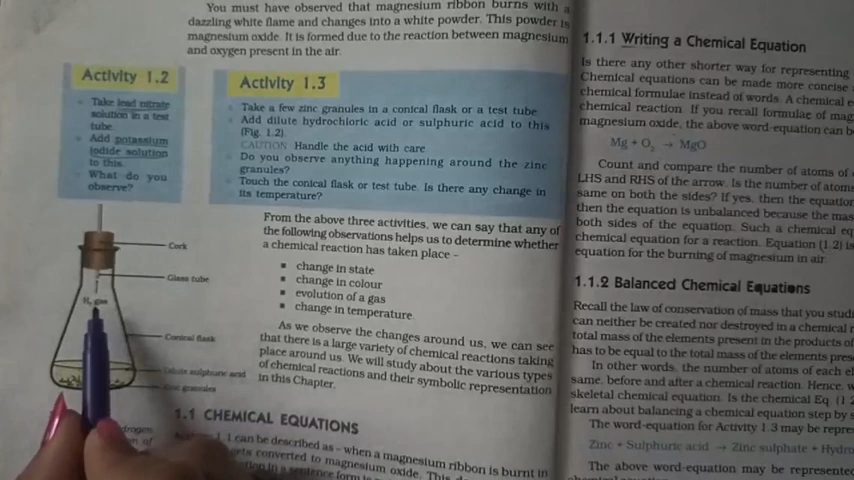 You must have observed that magnesium ribbon burns with a
dazzling white flame and changes into a white powder. This powder is
magnesium oxide. It is formed due to the reaction between magnesium
and oxygen present in the air.
Activity 1.2
Take lead nitrate
solution in a test
tube.
Add potassium
iodide solution
to this.
What do you
observe?
Activity 1.3
Take a few zinc granules in a conical flask or a test tube.
Add dilute hydrochloric acid or sulphuric acid to this
(Fig. 1.2).
CAUTION Handle the acid with care.
Do you observe anything happening around the zinc
granules?
Touch the conical flask or test tube. Is there any change in
its temperature?
Cork
Glass tube
H₂ gas
Conical flask
Dilute sulphuric acid
Zinc granules
From the above three activities, we can say that any of
the following observations helps us to determine whether
a chemical reaction has taken place –
change in state
change in colour
evolution of a gas
change in temperature
As we observe the changes around us, we can see
that there is a large variety of chemical reactions taking
place around us. We will study about the various types
of chemical reactions and their symbolic representation
in this Chapter.
1.1 CHEMICAL EQUATIONS
1.1 can be described as – when a magnesium ribbon is burnt in
gets converted to magnesium oxide. This
in a sentence form is
1.1.1 Writing a Chemical Equation
Is there any other shorter way for representing
Chemical equations can be made more concise
chemical formulae instead of words. A chemical
chemical reaction. If you recall formulae of
magnesium oxide, the above word-equation can be
Mg + O₂ → MgO
Count and compare the number of atoms of
LHS and RHS of the arrow. Is the number of atoms
same on both the sides? If yes, then the equation
then the equation is unbalanced because the mass
both sides of the equation. Such a chemical
chemical equation for a reaction. Equation (1.2) is
equation for the burning of magnesium in air.
1.1.2 Balanced Chemical Equations
Recall the law of conservation of mass that you
can neither be created nor destroyed in a chemical
total mass of the elements present in the products of
has to be equal to the total mass of the elements
In other words, the number of atoms of each
same, before and after a chemical reaction. Hence,
skeletal chemical equation. Is the chemical Eq. (1.2
learn about balancing a chemical equation step by
The word-equation for Activity 1.3 may be
Zinc + Sulphuric acid → Zinc sulphate +
The above word-equation may be represented